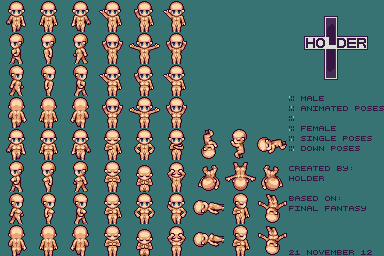 HOLDER
MALE
ANIMATED POSES
FEMALE
SINGLE POSES
DOWN POSES
CREATED BY:
HOLDER
BASED ON:
FINAL FANTASY
21 NOVEMBER 12